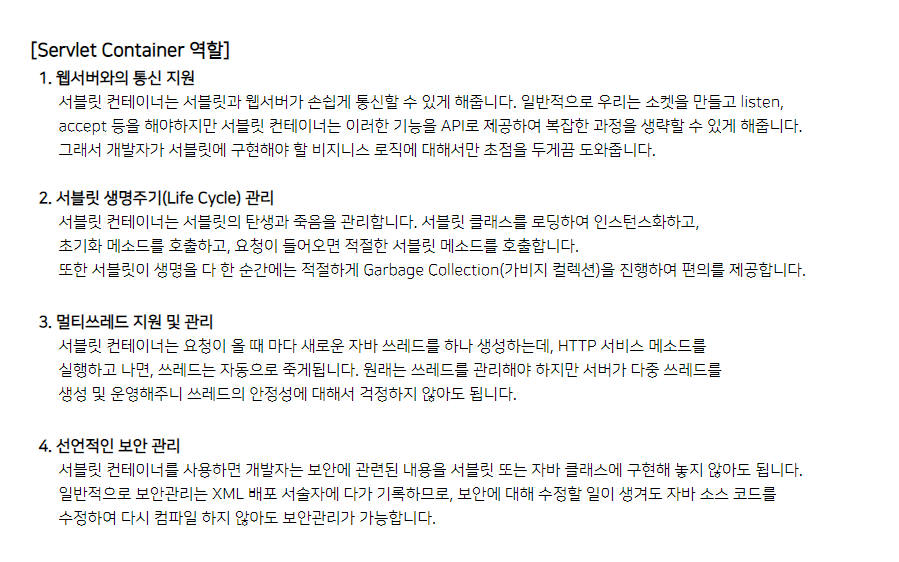 [Servlet Container 역할]
1. 웹서버와의 통신 지원
서블릿 컨테이너는 서블릿과 웹서버가 손쉽게 통신할 수 있게 해줍니다. 일반적으로 우리는 소켓을 만들고 listen,
accept 등을 해야하지만 서블릿 컨테이너는 이러한 기능을 API로 제공하여 복잡한 과정을 생략할 수 있게 해줍니다.
그래서 개발자가 서블릿에 구현해야 할 비지니스 로직에 대해서만 초점을 두게끔 도와줍니다.
2. 서블릿 생명주기(Life Cycle) 관리
서블릿 컨테이너는 서블릿의 탄생과 죽음을 관리합니다. 서블릿 클래스를 로딩하여 인스턴스화하고,
초기화 메소드를 호출하고, 요청이 들어오면 적절한 서블릿 메소드를 호출합니다.
또한 서블릿이 생명을 다 한 순간에는 적절하게 Garbage Collection(가비지 컬렉션)을 진행하여 편의를 제공합니다.
3. 멀티쓰레드 지원 및 관리
서블릿 컨테이너는 요청이 올 때 마다 새로운 자바 쓰레드를 하나 생성하는데, HTTP 서비스 메소드를
실행하고 나면, 쓰레드는 자동으로 죽게됩니다. 원래는 쓰레드를 관리해야 하지만 서버가 다중 쓰레드를
생성 및 운영해주니 쓰레드의 안정성에 대해서 걱정하지 않아도 됩니다.
4. 선언적인 보안 관리
서블릿 컨테이너를 사용하면 개발자는 보안에 관련된 내용을 서블릿 또는 자바 클래스에 구현해 놓지 않아도 됩니다.
일반적으로 보안관리는 XML 배포 서술자에 다가 기록하므로, 보안에 대해 수정할 일이 생겨도 자바 소스 코드를
수정하여 다시 컴파일 하지 않아도 보안관리가 가능합니다.